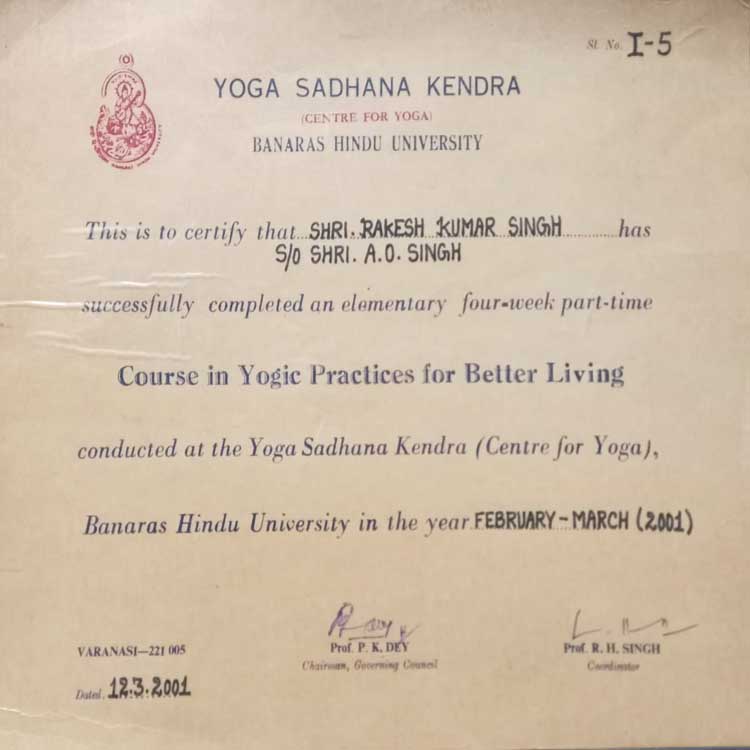 Sl. No. I-5
YOGA SADHANA KENDRA
(CENTRE FOR YOGA)
BANARAS HINDU UNIVERSITY
This is to certify that SHRI. RAKESH KUMAR SINGH has
S/O SHRI. A.O. SINGH
successfully completed an elementary four-week part-time
Course in Yogic Practices for Better Living
conducted at the Yoga Sadhana Kendra (Centre for Yoga),
Banaras Hindu University in the year FEBRUARY-MARCH (2001)
VARANASI—221 005
Prof. P. K. DEY
Prof. R. H. SINGH
Chairman, Governing Council
Coordinator
Dated. 12.3.2001